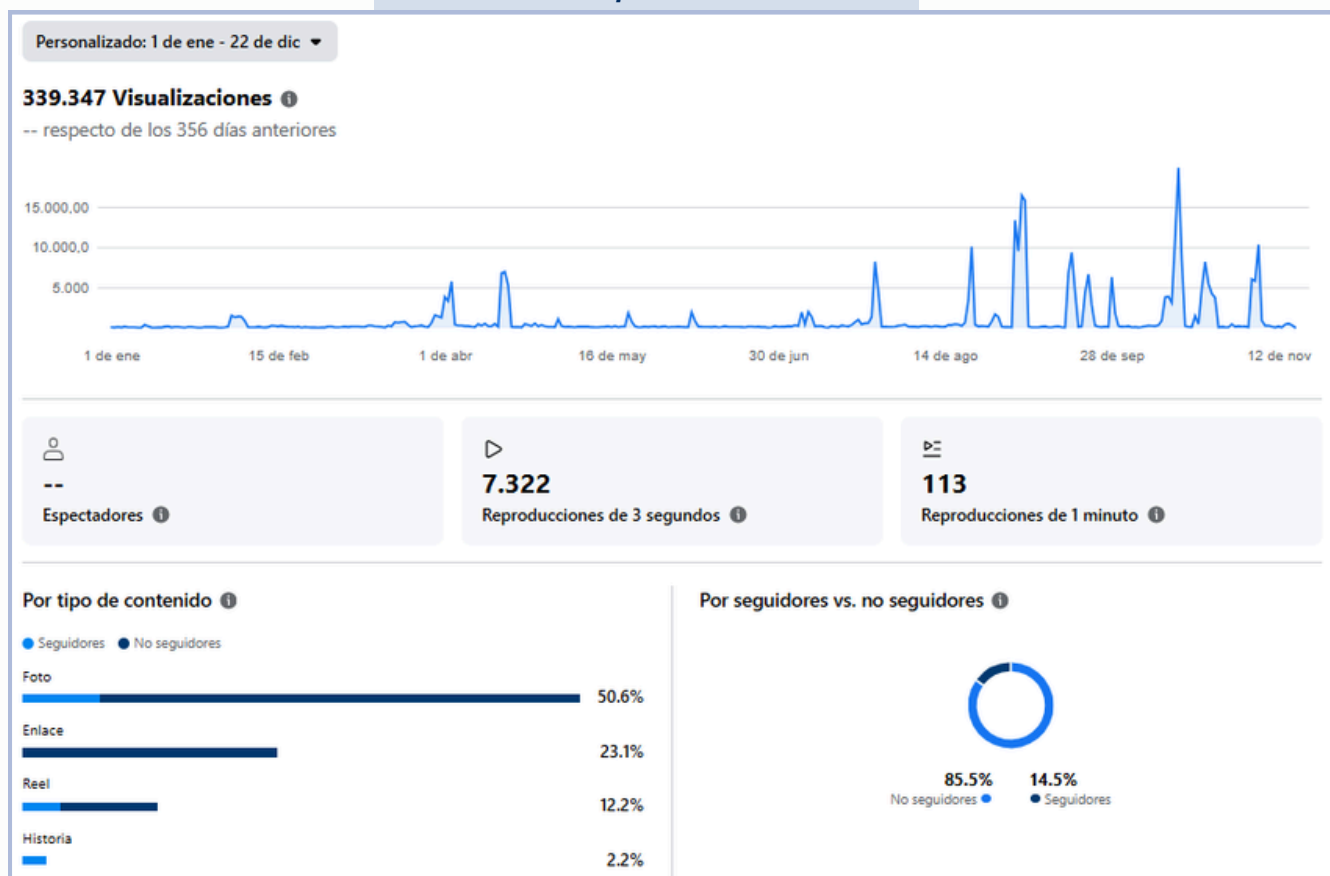 Personalizado: 1 de ene - 22 de dic
339.347 Visualizaciones
-- respecto de los 356 días anteriores
15.000,00
10.000,0
5.000
1 de ene 15 de feb 1 de abr 16 de may 30 de jun 14 de ago 28 de sep 12 de nov
-- 
Espectadores
7.322
Reproducciones de 3 segundos
113
Reproducciones de 1 minuto
Por tipo de contenido
Seguidores No seguidores
Foto
50.6%
Enlace
23.1%
Reel
12.2%
Historia
2.2%
Por seguidores vs. no seguidores
85.5% 14.5%
No seguidores Seguidores